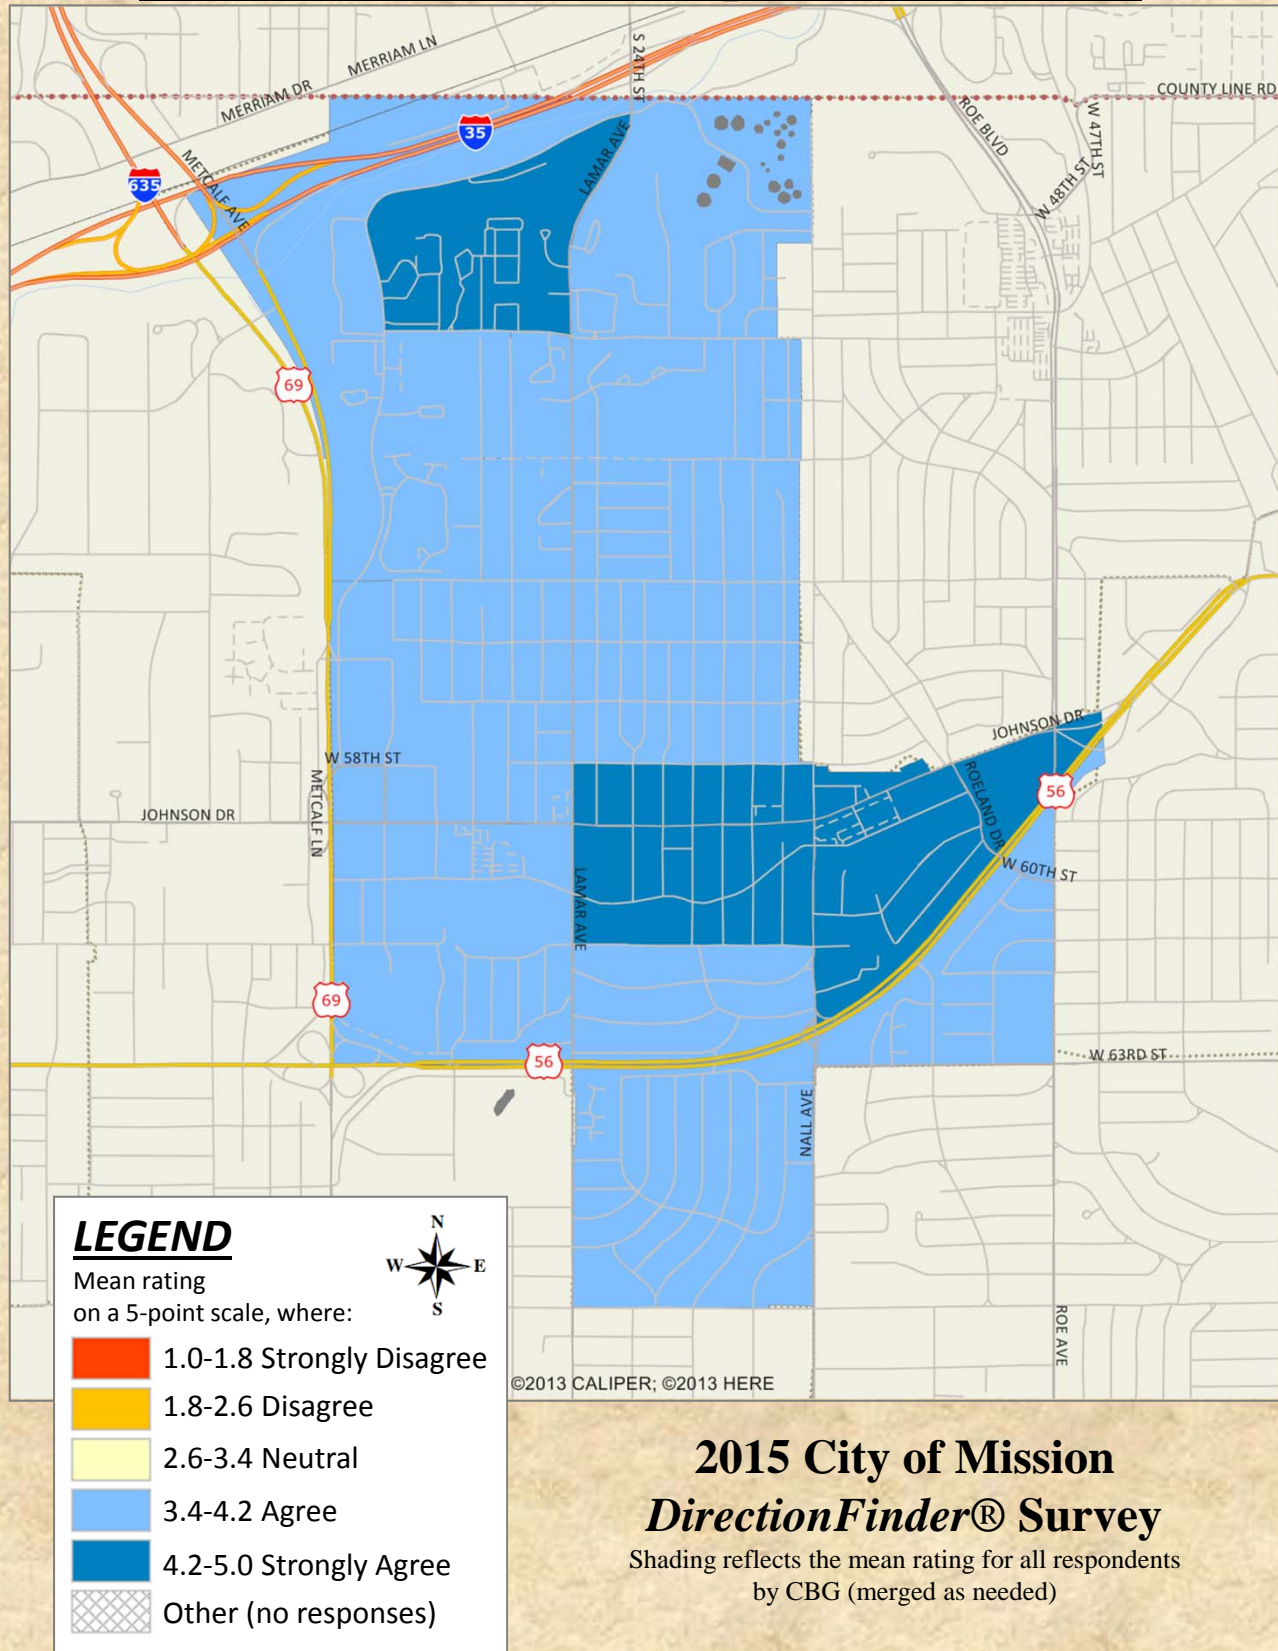 MERRIAM LN
MERRIAM DR
S 24TH ST
COUNTY LINE RD
ROE BLVD
W 47TH ST
W 48TH ST
35
LAMAR AVE
635
METCALF AVE
69
JOHNSON DR
W 58TH ST
ROELAND DR
56
METCALF LN
JOHNSON DR
W 60TH ST
LAMAR AVE
69
56
W 63RD ST
NALL AVE
ROE AVE
LEGEND
Mean rating
on a 5-point scale, where:
N
W E
S
1.0-1.8 Strongly Disagree
1.8-2.6 Disagree
2.6-3.4 Neutral
3.4-4.2 Agree
4.2-5.0 Strongly Agree
Other (no responses)
©2013 CALIPER; ©2013 HERE
2015 City of Mission
DirectionFinder® Survey
Shading reflects the mean rating for all respondents
by CBG (merged as needed)